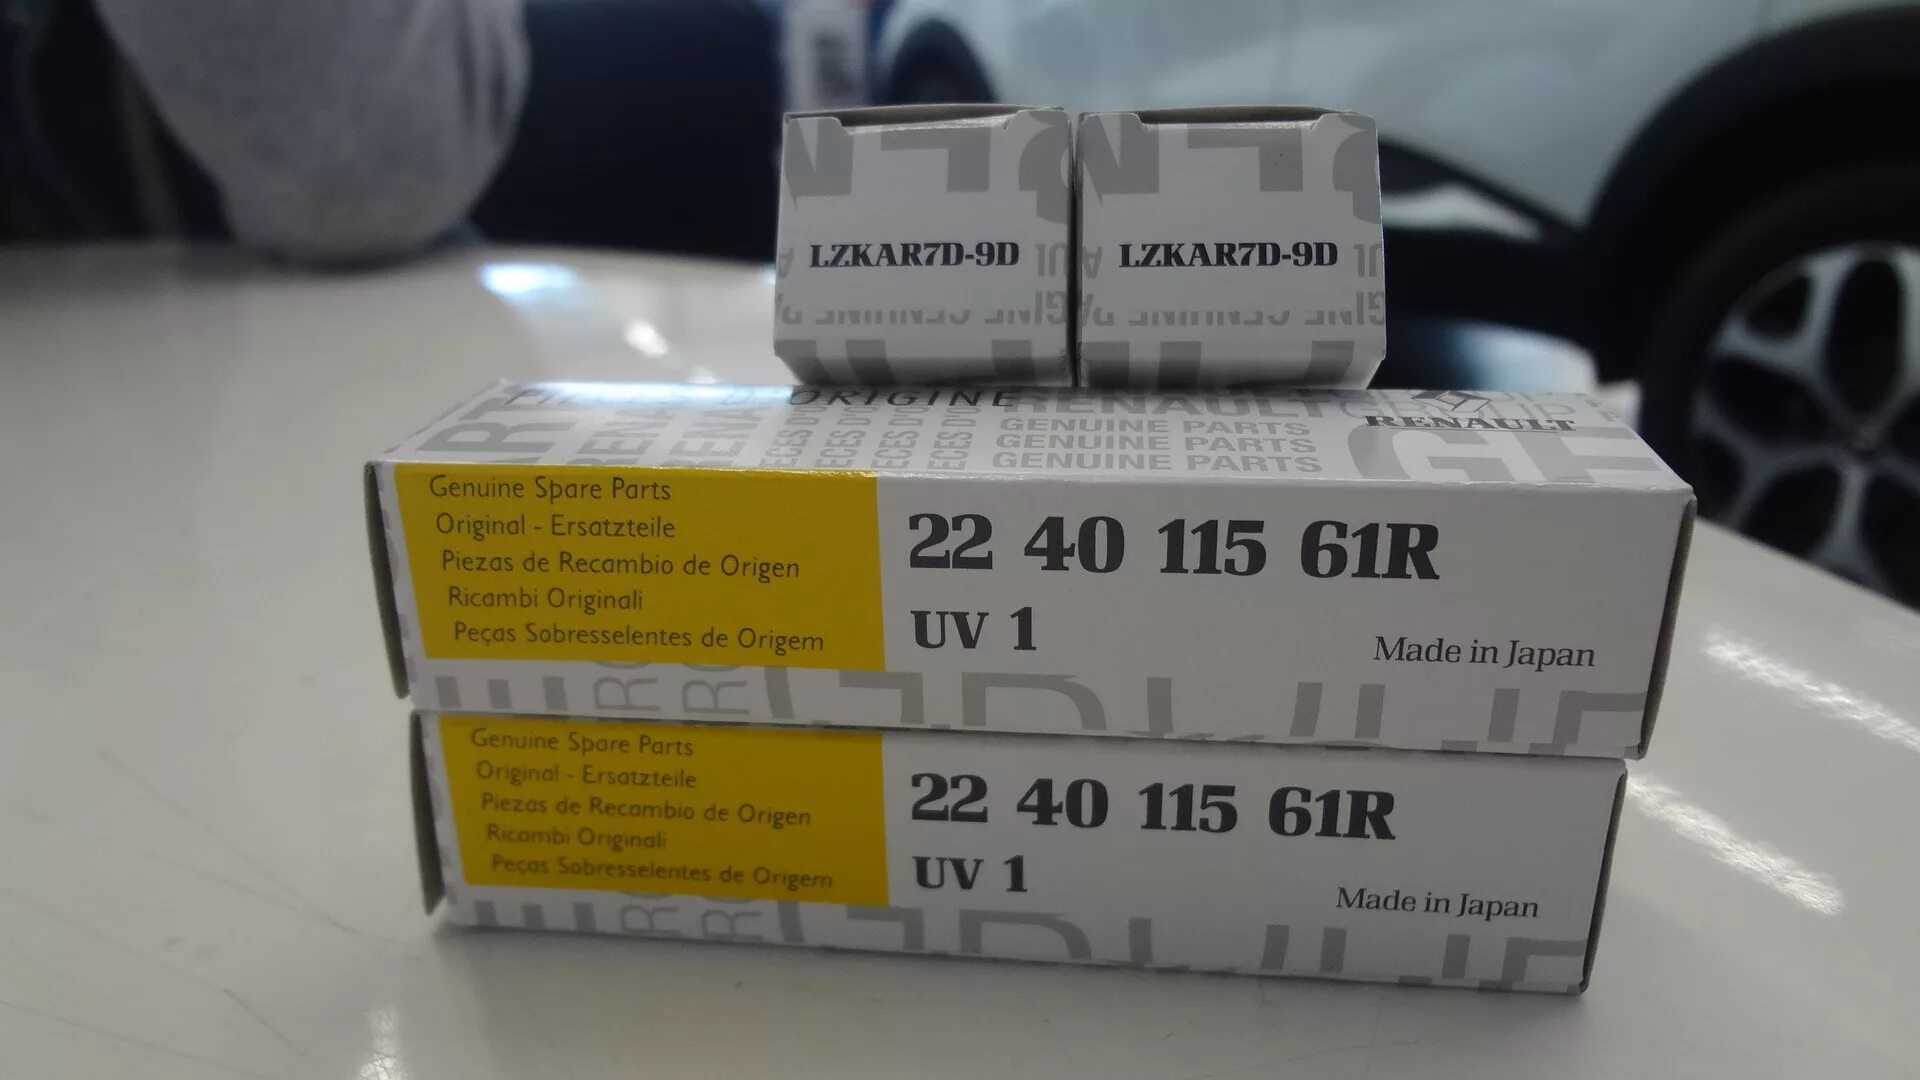 LZKAR7D-9D
LZKAR7D-9D
D'ORIGINE
RENAULT
GENUINE PARTS
GENUINE PARTS
GENUINE PARTS
RENAULT
Genuine Spare Parts
Original - Ersatzteile
Piezas de Recambio de Origen
Ricambi Originali
Peças Sobresselentes de Origem
22 40 115 61R
UV 1
Made in Japan
Genuine Spare Parts
Original - Ersatzteile
Piezas de Recambio de Origen
Ricambi Originali
Peças Sobresselentes de Origem
22 40 115 61R
UV 1
Made in Japan